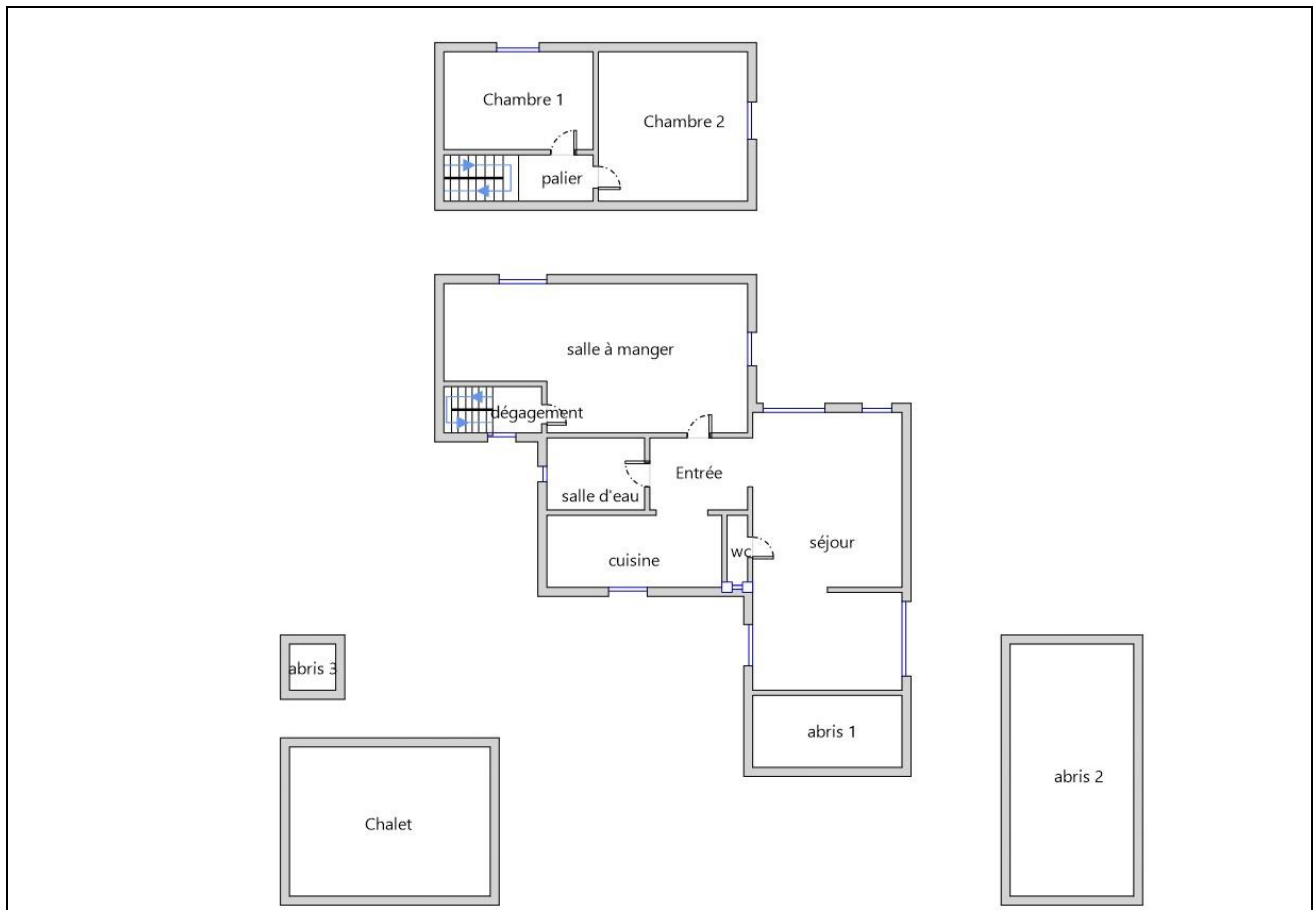 Chambre 1
Chambre 2
palier
salle à manger
dégagement
Entrée
salle d'eau
séjour
wc
cuisine
abris 3
abris 1
abris 2
Chalet